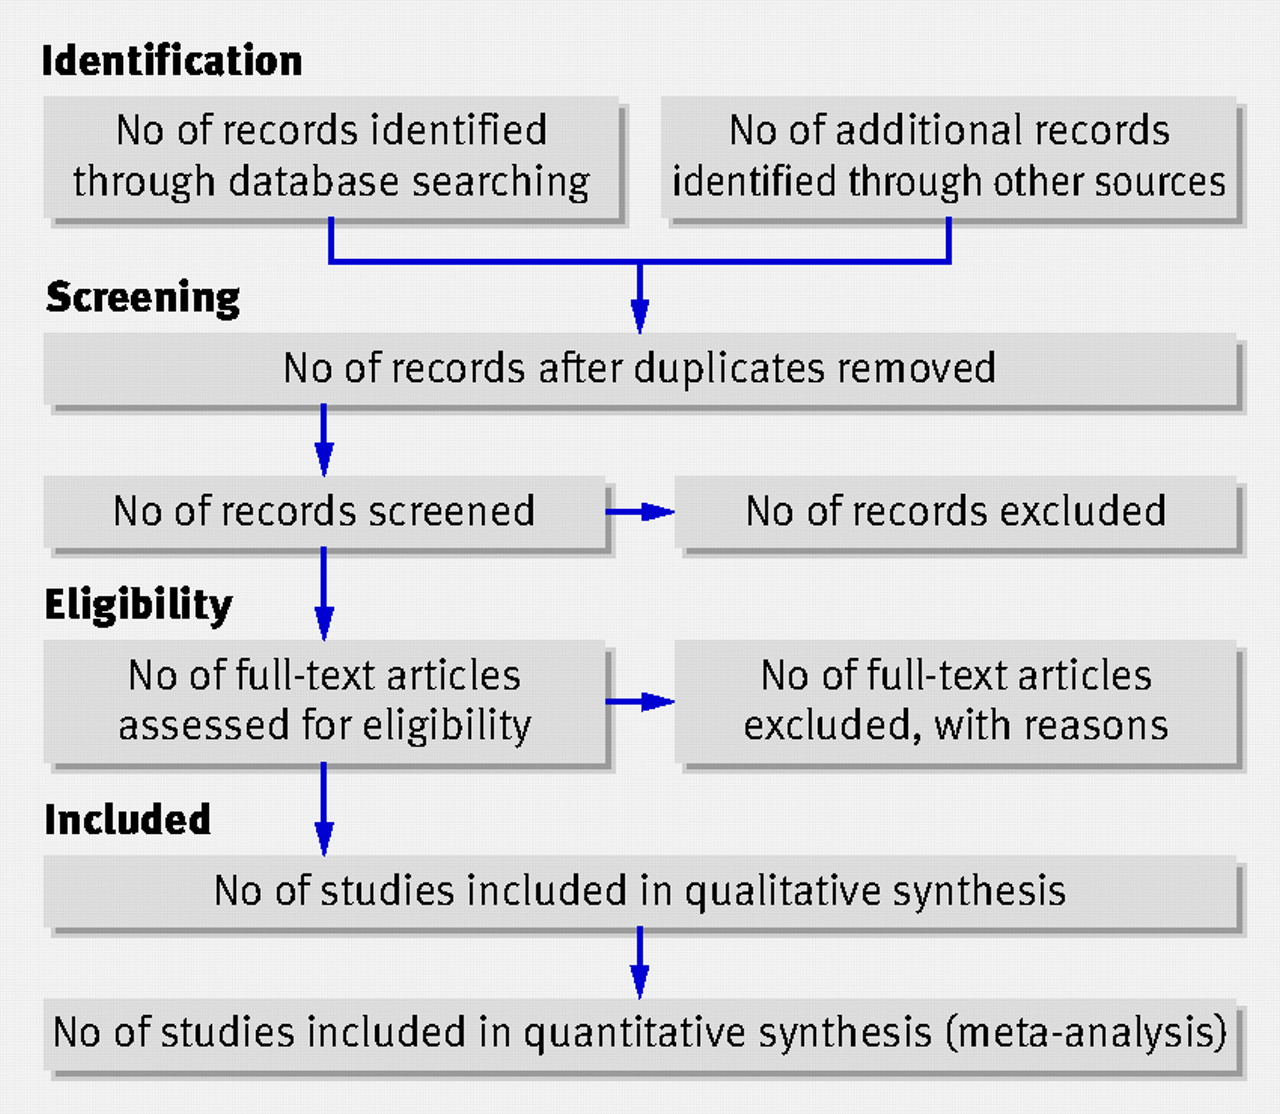 Identification
No of records identified
through database searching
No of additional records
identified through other sources
Screening
No of records after duplicates removed
No of records screened
No of records excluded
Eligibility
No of full-text articles
assessed for eligibility
No of full-text articles
excluded, with reasons
Included
No of studies included in qualitative synthesis
No of studies included in quantitative synthesis (meta-analysis)